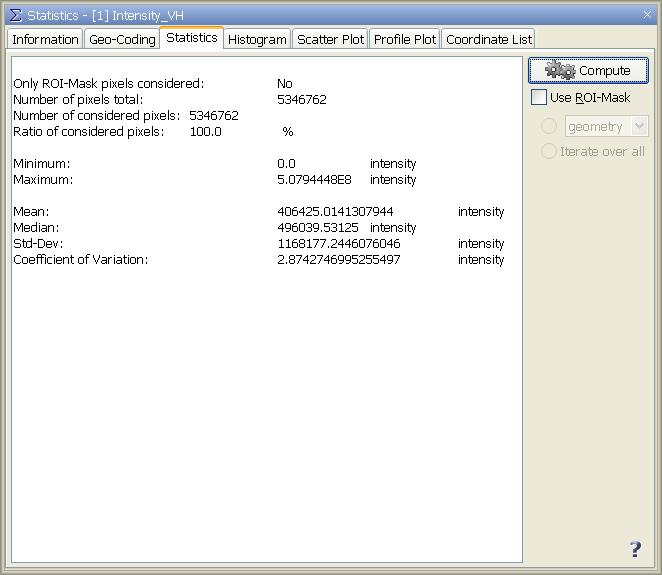 Σ Statistics - [1] Intensity_VH
Information Geo-Coding Statistics Histogram Scatter Plot Profile Plot Coordinate List
Only ROI-Mask pixels considered: No
Number of pixels total: 5346762
Number of considered pixels: 5346762
Ratio of considered pixels: 100.0 %
Minimum: 0.0 intensity
Maximum: 5.0794448E8 intensity
Mean: 406425.0141307944 intensity
Median: 496039.53125 intensity
Std-Dev: 1168177.2446076046 intensity
Coefficient of Variation: 2.8742746995255497 intensity
Compute
Use ROI-Mask
geometry
Iterate over all
?